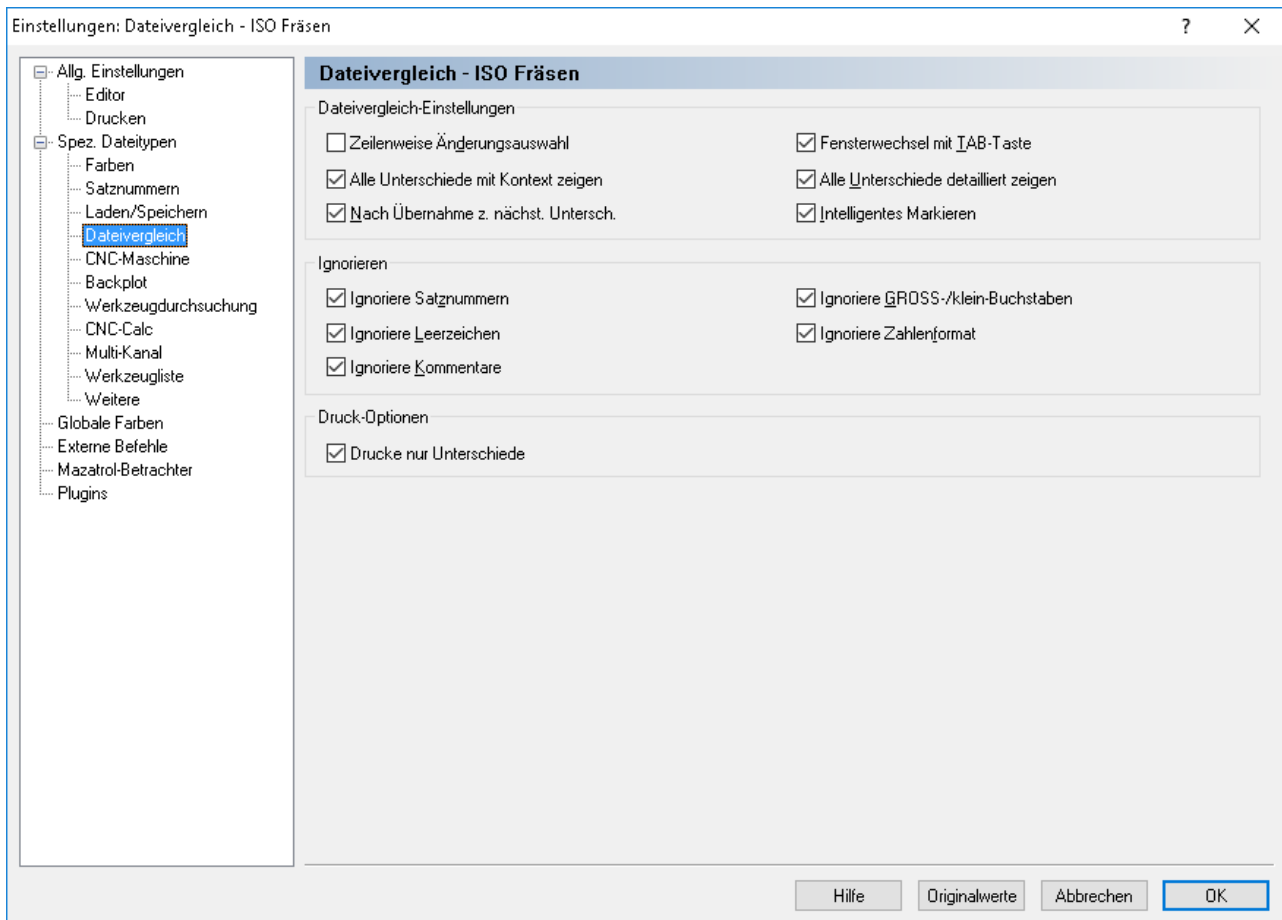 Einstellungen: Dateivergleich - ISO Fräsen
?
Allg. Einstellungen
Editor
Drucken
Spez. Dateitypen
Farben
Satznummern
Laden/Speichern
Dateivergleich
CNC-Maschine
Backplot
Werkzeugdurchsuchung
CNC-Calc
Multi-Kanal
Werkzeugliste
Weitere
Globale Farben
Externe Befehle
Mazatrol-Betrachter
Plugins
Dateivergleich - ISO Fräsen
Dateivergleich-Einstellungen
Zeilenweise Änderungsauswahl
Fensterwechsel mit TAB-Taste
Alle Unterschiede mit Kontext zeigen
Alle Unterschiede detailliert zeigen
Nach Übernahme z. nächst. Untersch.
Intelligentes Markieren
Ignorieren
Ignoriere Satznummern
Ignoriere GROSS-/klein-Buchstaben
Ignoriere Leerzeichen
Ignoriere Zahlenformat
Ignoriere Kommentare
Druck-Optionen
Drucke nur Unterschiede
Hilfe
Originalwerte
Abbrechen
OK